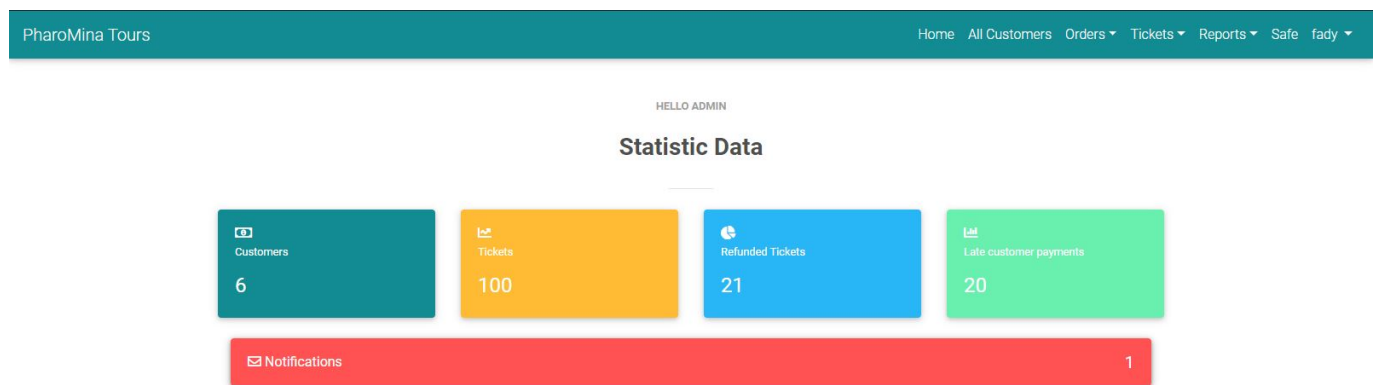 PharoMina Tours Home All Customers Orders Tickets Reports Safe fady
HELLO ADMIN
Statistic Data
Customers
6
Tickets
100
Refunded Tickets
21
Late customer payments
20
Notifications 1